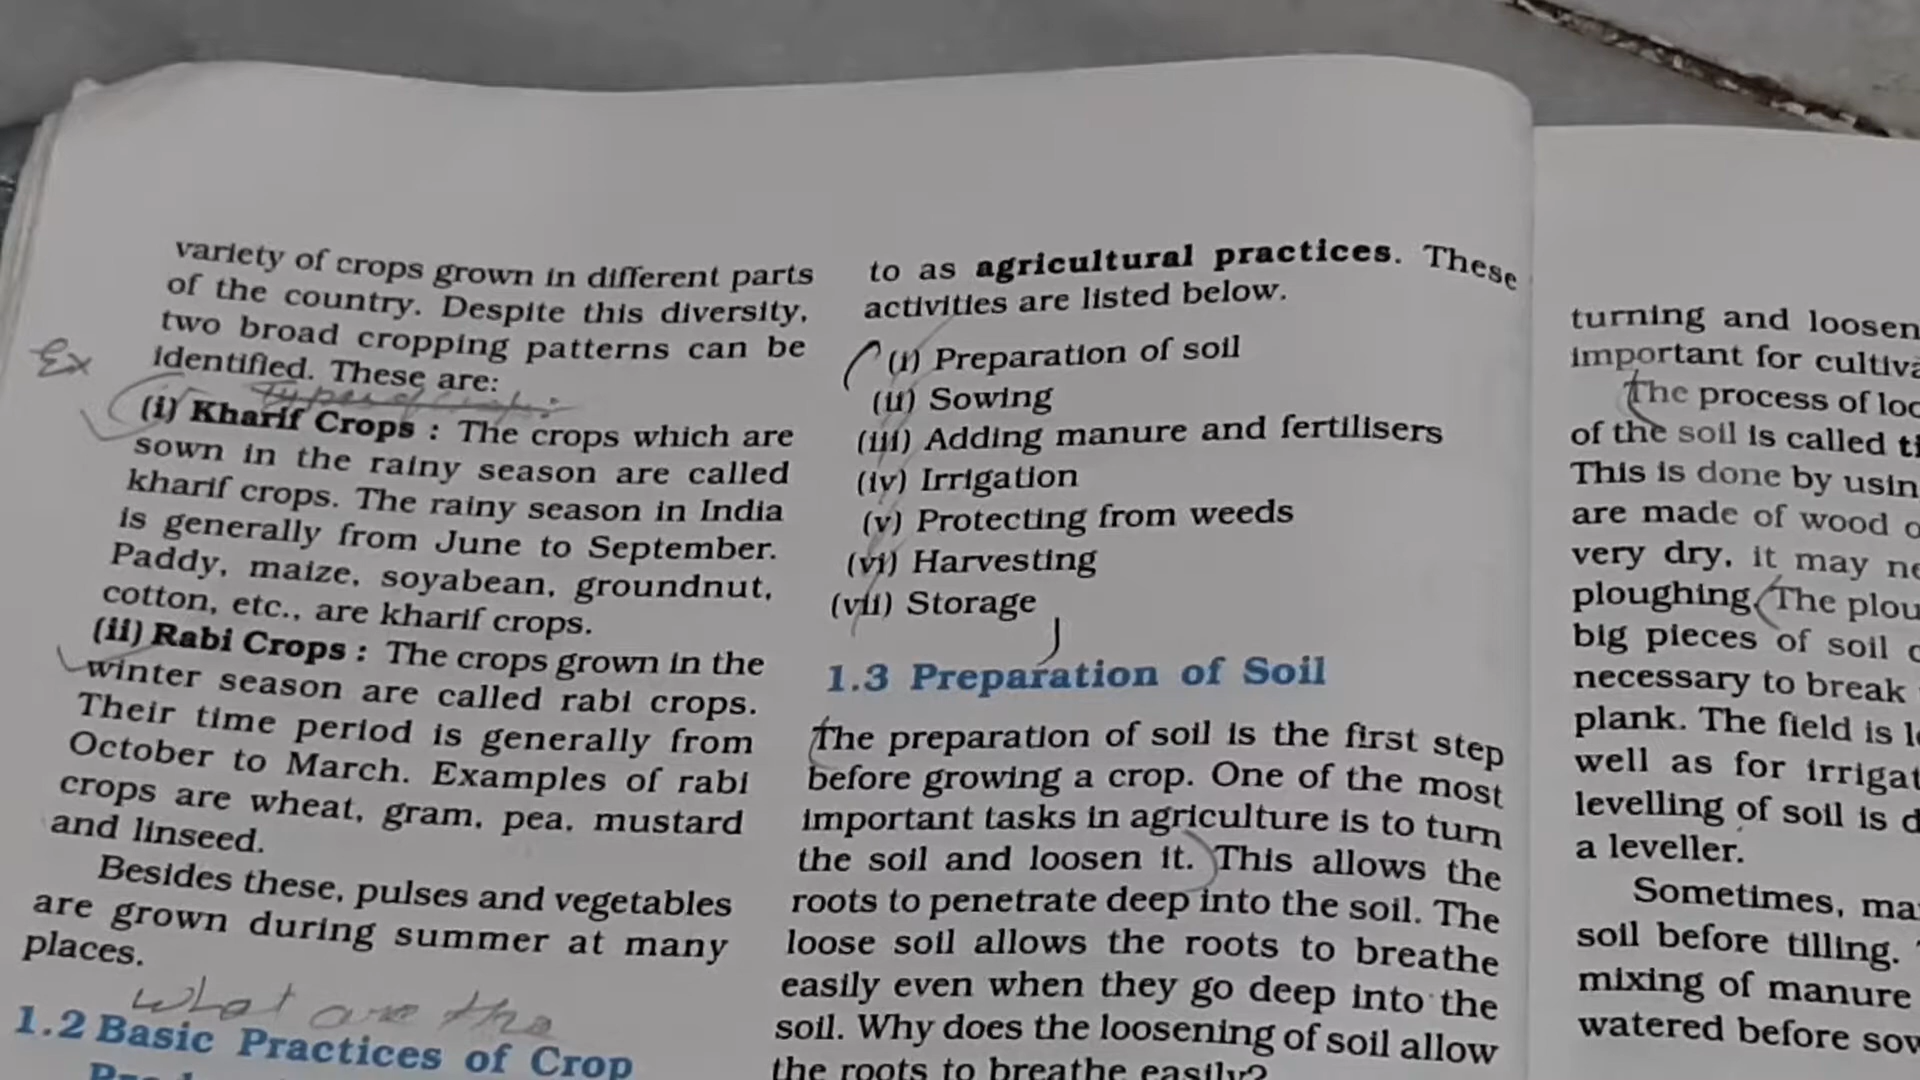 variety of crops grown in different parts
of the country. Despite this diversity,
two broad cropping patterns can be
identified. These are:
Ex
Types of Crops:
(i) Kharif Crops : The crops which are
sown in the rainy season are called
kharif crops. The rainy season in India
is generally from June to September.
Paddy, maize, soyabean, groundnut,
cotton, etc., are kharif crops.
(ii) Rabi Crops : The crops grown in the
winter season are called rabi crops.
Their time period is generally from
October to March. Examples of rabi
crops are wheat, gram, pea, mustard
and linseed.
Besides these, pulses and vegetables
are grown during summer at many
places.
what are the
1.2 Basic Practices of Crop
to as agricultural practices. These
activities are listed below.
(i) Preparation of soil
(ii) Sowing
(iii) Adding manure and fertilisers
(iv) Irrigation
(v) Protecting from weeds
(vi) Harvesting
(vii) Storage
1.3 Preparation of Soil
The preparation of soil is the first step
before growing a crop. One of the most
important tasks in agriculture is to turn
the soil and loosen it. This allows the
roots to penetrate deep into the soil. The
loose soil allows the roots to breathe
easily even when they go deep into the
soil. Why does the loosening of soil allow
the roots to breathe easily?
turning and loosen
important for cultiva
The process of loo
of the soil is called ti
This is done by usin
are made of wood o
very dry, it may ne
ploughing. The plou
big pieces of soil c
necessary to break
plank. The field is le
well as for irrigat
levelling of soil is d
a leveller.
Sometimes, ma
soil before tilling.
mixing of manure
watered before sow